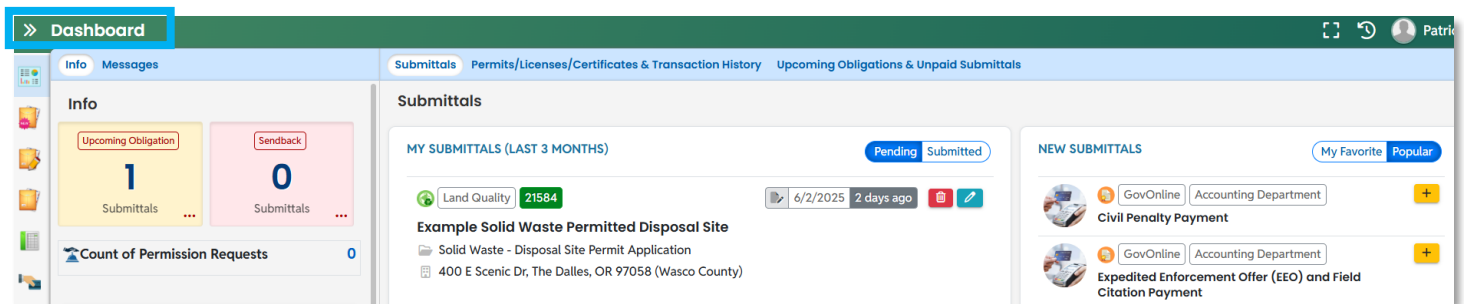 Dashboard
Info Messages
Submittals Permits/Licenses/Certificates & Transaction History Upcoming Obligations & Unpaid Submittals
Info
Upcoming Obligation
1
Submittals ...
Sendback
0
Submittals ...
Count of Permission Requests 0
Submittals
MY SUBMITTALS (LAST 3 MONTHS) Pending Submitted
Land Quality 21584 6/2/2025 2 days ago
Example Solid Waste Permitted Disposal Site
Solid Waste - Disposal Site Permit Application
400 E Scenic Dr, The Dalles, OR 97058 (Wasco County)
NEW SUBMITTALS My Favorite Popular
GovOnline Accounting Department +
Civil Penalty Payment
GovOnline Accounting Department +
Expedited Enforcement Offer (EEO) and Field
Citation Payment